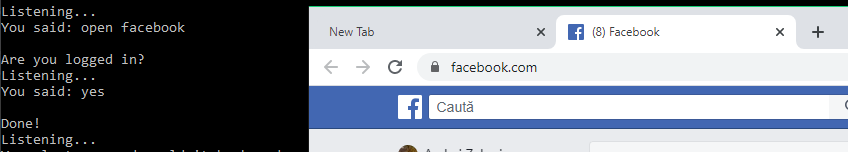 Listening...
You said: open facebook
Are you logged in?
Listening...
You said: yes
Done!
Listening...
New Tab
(8) Facebook
facebook.com
Caută